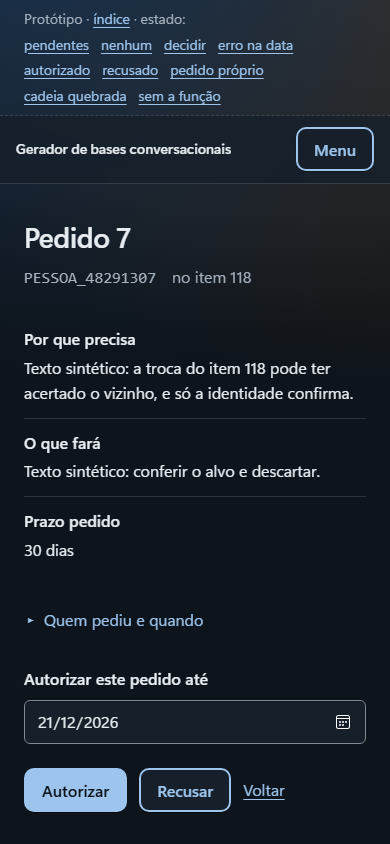 Protótipo · índice · estado:
pendentes nenhum decidir erro na data
autorizado recusado pedido próprio
cadeia quebrada sem a função
Gerador de bases conversacionais
Menu
Pedido 7
PESSOA_48291307 no item 118
Por que precisa
Texto sintético: a troca do item 118 pode ter
acertado o vizinho, e só a identidade confirma.
O que fará
Texto sintético: conferir o alvo e descartar.
Prazo pedido
30 dias
Quem pediu e quando
Autorizar este pedido até
21/12/2026
Autorizar Recusar Voltar